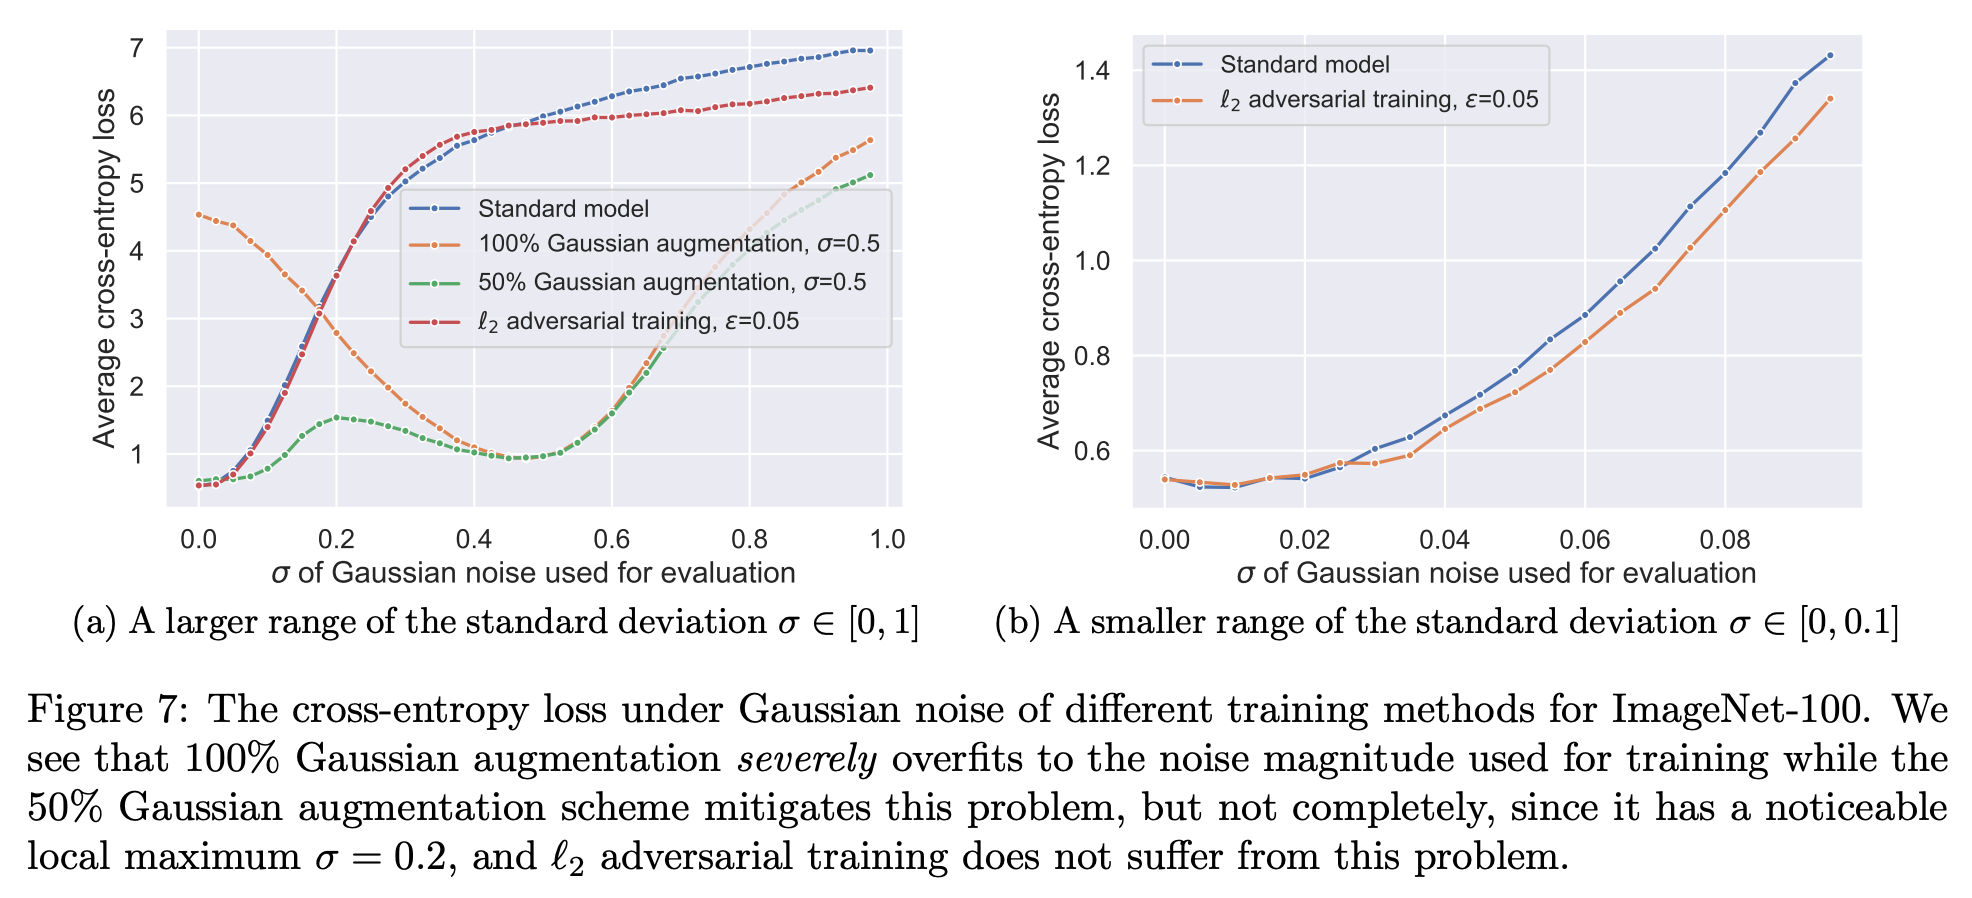 7
6
5
4
3
2
1
Average cross-entropy loss
Standard model
100% Gaussian augmentation, σ=0.5
50% Gaussian augmentation, σ=0.5
ℓ2 adversarial training, ε=0.05
0.0 0.2 0.4 0.6 0.8 1.0
σ of Gaussian noise used for evaluation
(a) A larger range of the standard deviation σ ∈ [0, 1]
1.4
1.2
1.0
0.8
0.6
Average cross-entropy loss
Standard model
ℓ2 adversarial training, ε=0.05
0.00 0.02 0.04 0.06 0.08
σ of Gaussian noise used for evaluation
(b) A smaller range of the standard deviation σ ∈ [0, 0.1]
Figure 7: The cross-entropy loss under Gaussian noise of different training methods for ImageNet-100. We
see that 100% Gaussian augmentation severely overfits to the noise magnitude used for training while the
50% Gaussian augmentation scheme mitigates this problem, but not completely, since it has a noticeable
local maximum σ = 0.2, and ℓ2 adversarial training does not suffer from this problem.